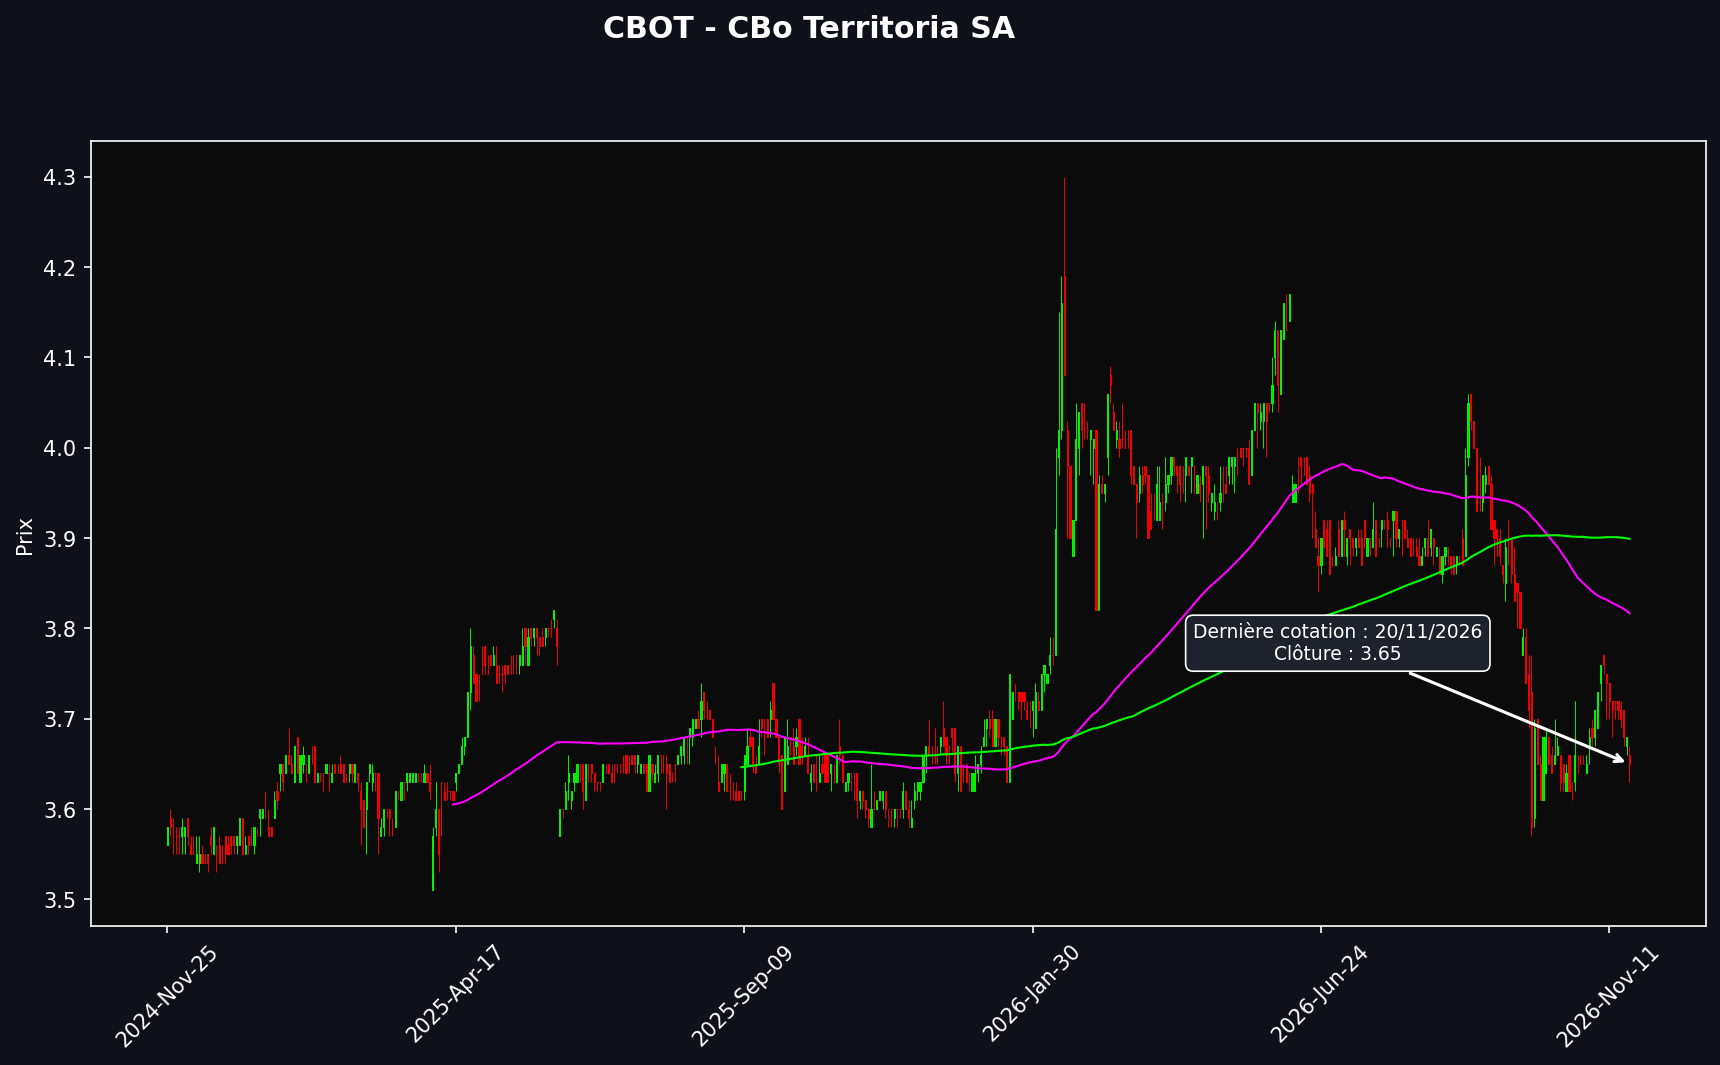 CBOT - CBo Territoria SA
Prix
4.3
4.2
4.1
4.0
3.9
3.8
3.7
3.6
3.5
Dernière cotation : 20/11/2026
Clôture : 3.65
2024-Nov-25
2025-Apr-17
2025-Sep-09
2026-Jan-30
2026-Jun-24
2026-Nov-11